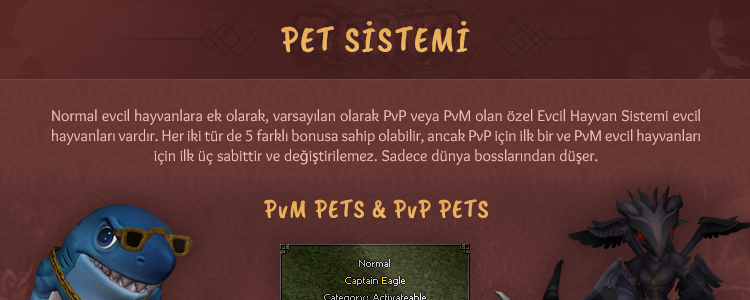 PET SİSTEMİ
Normal evcil hayvanlara ek olarak, varsayılan olarak PvP veya PvM olan özel Evcil Hayvan Sistemi evcil
hayvanları vardır. Her iki tür de 5 farklı bonusa sahip olabilir, ancak PvP için ilk bir ve PvM evcil hayvanları
için ilk üç sabittir ve değiştirilemez. Sadece dünya bosslarından düşer.
PvM PETS & PvP PETS
Normal
Captain Eagle
Category: Activateable